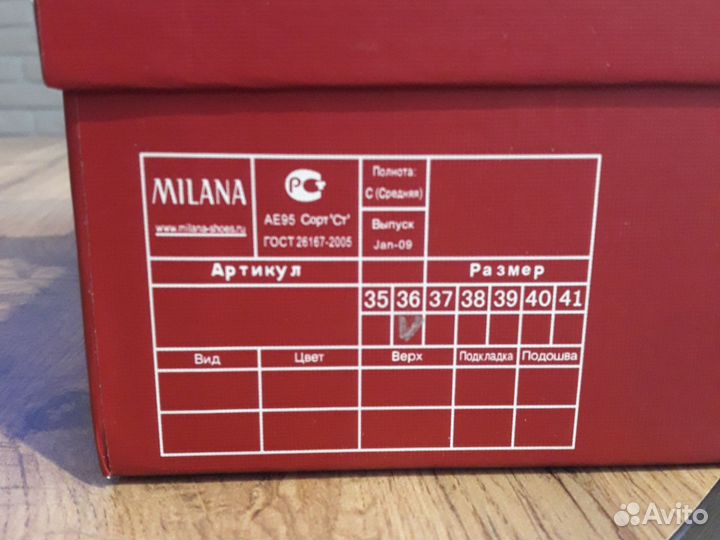 MILANA
www.milana-shoes.ru
РС
АЕ95 Сорт'Ст'
ГОСТ 26167-2005
Полнота:
С (Средняя)
Выпуск
Jan-09
Артикул
Размер
35 36 37 38 39 40 41
Вид Цвет Верх Подкладка Подошва
Avito